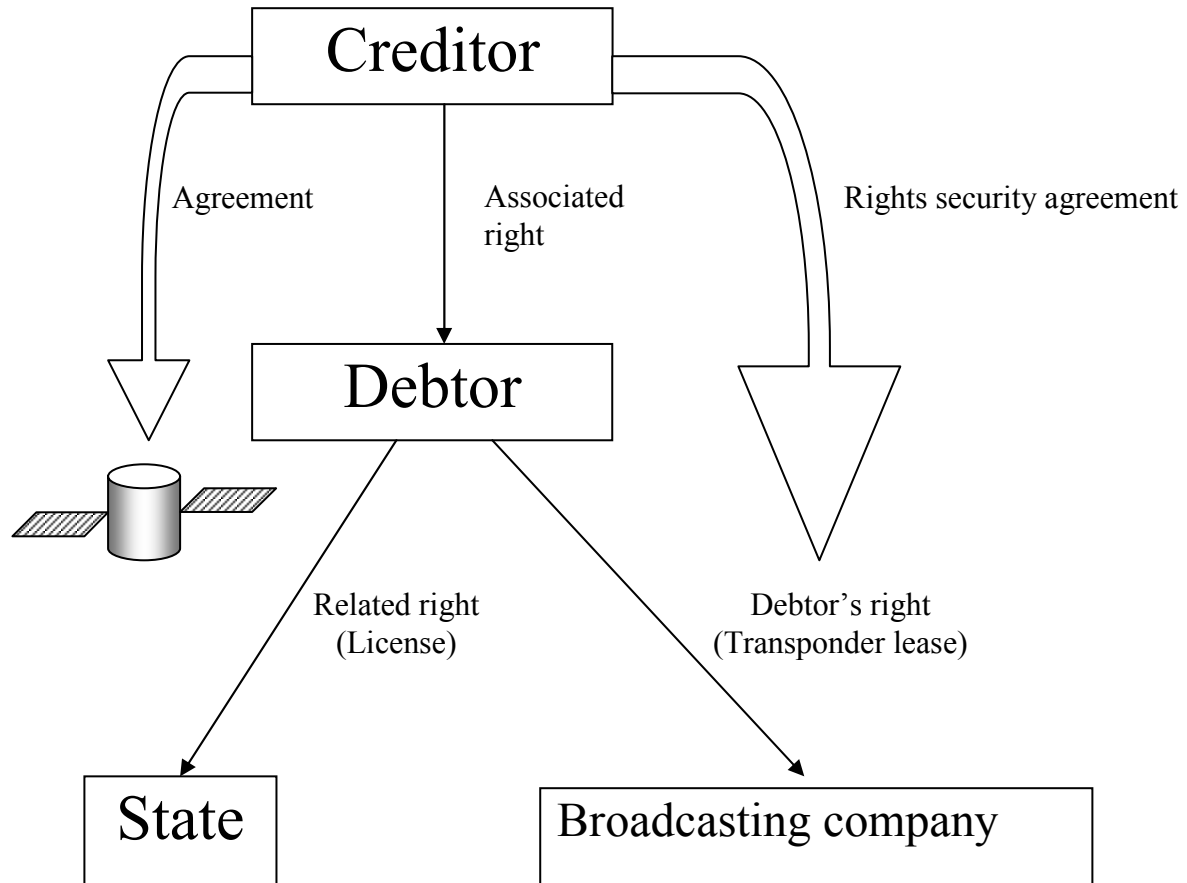 Creditor
Agreement
Associated
right
Rights security agreement
Debtor
Related right
(License)
Debtor’s right
(Transponder lease)
State
Broadcasting company